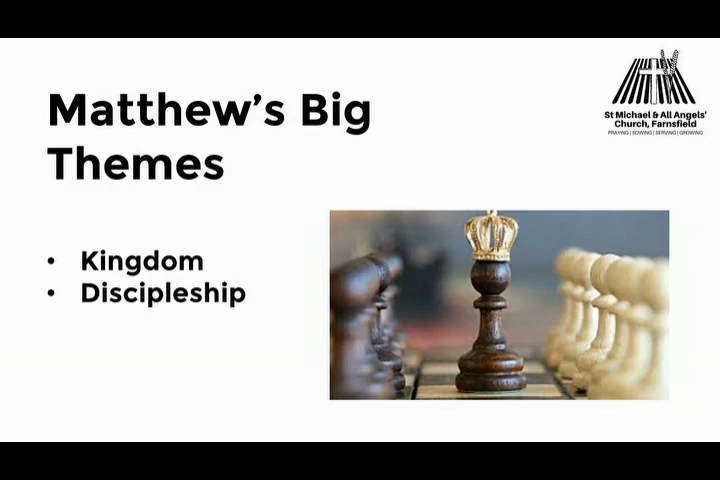 Matthew’s Big
Themes
• Kingdom
• Discipleship
St Michael & All Angels'
Church, Farnsfield
PRAYING | SOWING | SERVING | GROWING